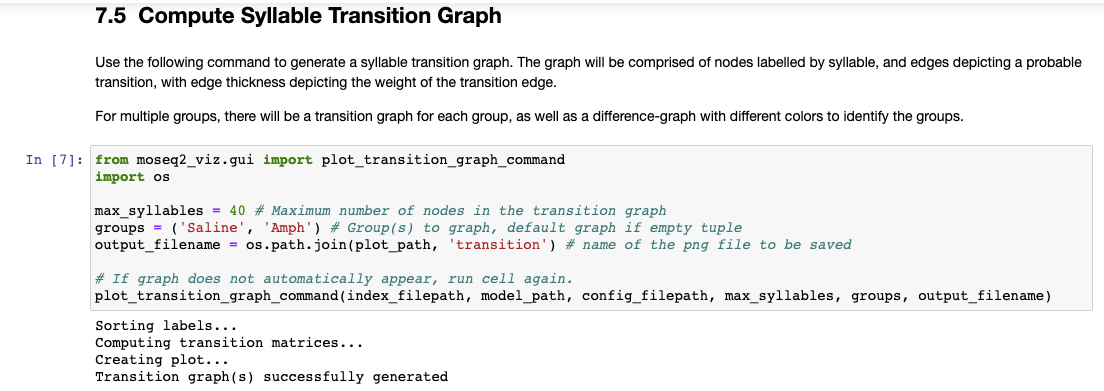 7.5 Compute Syllable Transition Graph
Use the following command to generate a syllable transition graph. The graph will be comprised of nodes labelled by syllable, and edges depicting a probable
transition, with edge thickness depicting the weight of the transition edge.
For multiple groups, there will be a transition graph for each group, as well as a difference-graph with different colors to identify the groups.
In [7]: from moseq2_viz.gui import plot_transition_graph_command
import os
max_syllables = 40 # Maximum number of nodes in the transition graph
groups = ('Saline', 'Amph') # Group(s) to graph, default graph if empty tuple
output_filename = os.path.join(plot_path, 'transition') # name of the png file to be saved
# If graph does not automatically appear, run cell again.
plot_transition_graph_command(index_filepath, model_path, config_filepath, max_syllables, groups, output_filename)
Sorting labels...
Computing transition matrices...
Creating plot...
Transition graph(s) successfully generated